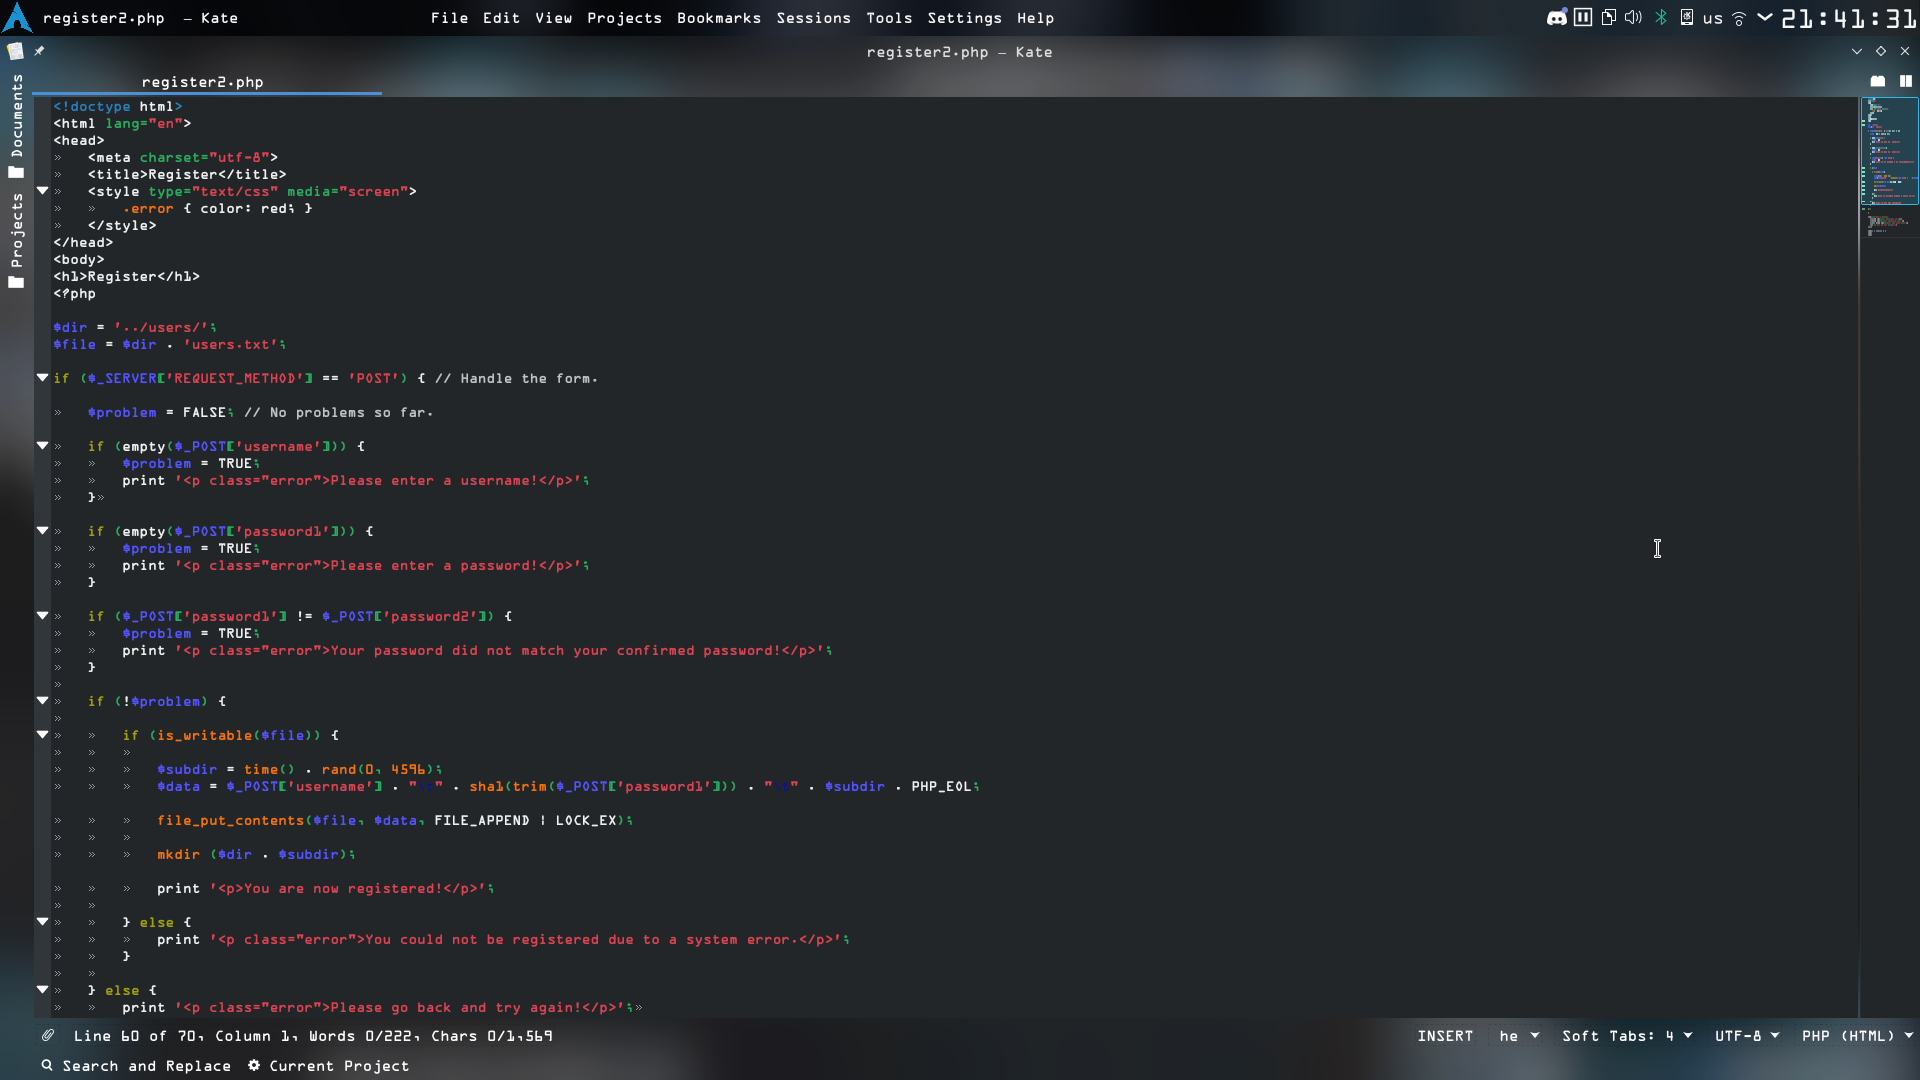 register2.php – Kate
File Edit View Projects Bookmarks Sessions Tools Settings Help
us
21:41:31
register2.php – Kate
register2.php
Documents
Projects
<!doctype html>
<html lang="en">
<head>
» <meta charset="utf-8">
» <title>Register</title>
» <style type="text/css" media="screen">
» » .error { color: red; }
» </style>
</head>
<body>
<h1>Register</h1>
<?php
$dir = '../users/';
$file = $dir . 'users.txt';
if ($_SERVER['REQUEST_METHOD'] == 'POST') { // Handle the form.
» $problem = FALSE; // No problems so far.
» if (empty($_POST['username'])) {
» » $problem = TRUE;
» » print '<p class="error">Please enter a username!</p>';
» }»
» if (empty($_POST['password1'])) {
» » $problem = TRUE;
» » print '<p class="error">Please enter a password!</p>';
» }
» if ($_POST['password1'] != $_POST['password2']) {
» » $problem = TRUE;
» » print '<p class="error">Your password did not match your confirmed password!</p>';
» }
»
» if (!$problem) {
»
» » if (is_writable($file)) {
» » »
» » » $subdir = time() . rand(0, 4596);
» » » $data = $_POST['username'] . "" . sha1(trim($_POST['password1'])) . "" . $subdir . PHP_EOL;
» » » file_put_contents($file, $data, FILE_APPEND | LOCK_EX);
» » »
» » » mkdir ($dir . $subdir);
» » » print '<p>You are now registered!</p>';
» »
» » } else {
» » » print '<p class="error">You could not be registered due to a system error.</p>';
» » }
» »
» } else {
» » print '<p class="error">Please go back and try again!</p>';»
Line 60 of 70, Column 1, Words 0/222, Chars 0/1,569
INSERT he Soft Tabs: 4 UTF-8 PHP (HTML)
Search and Replace Current Project